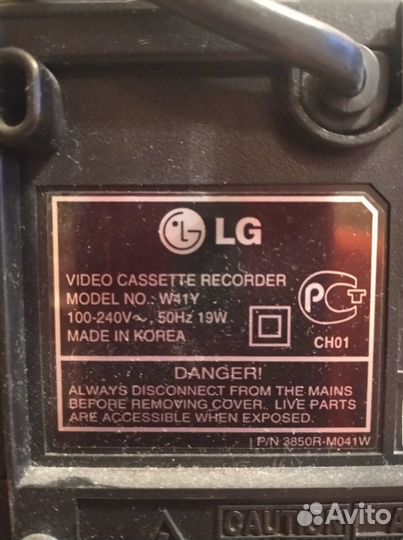 LG
VIDEO CASSETTE RECORDER
MODEL NO.: W41Y
100-240V~, 50Hz 19W
MADE IN KOREA
РСТ
CH01
DANGER!
ALWAYS DISCONNECT FROM THE MAINS
BEFORE REMOVING COVER. LIVE PARTS
ARE ACCESSIBLE WHEN EXPOSED.
P/N 3850R-M041W
CAUTION
Avito